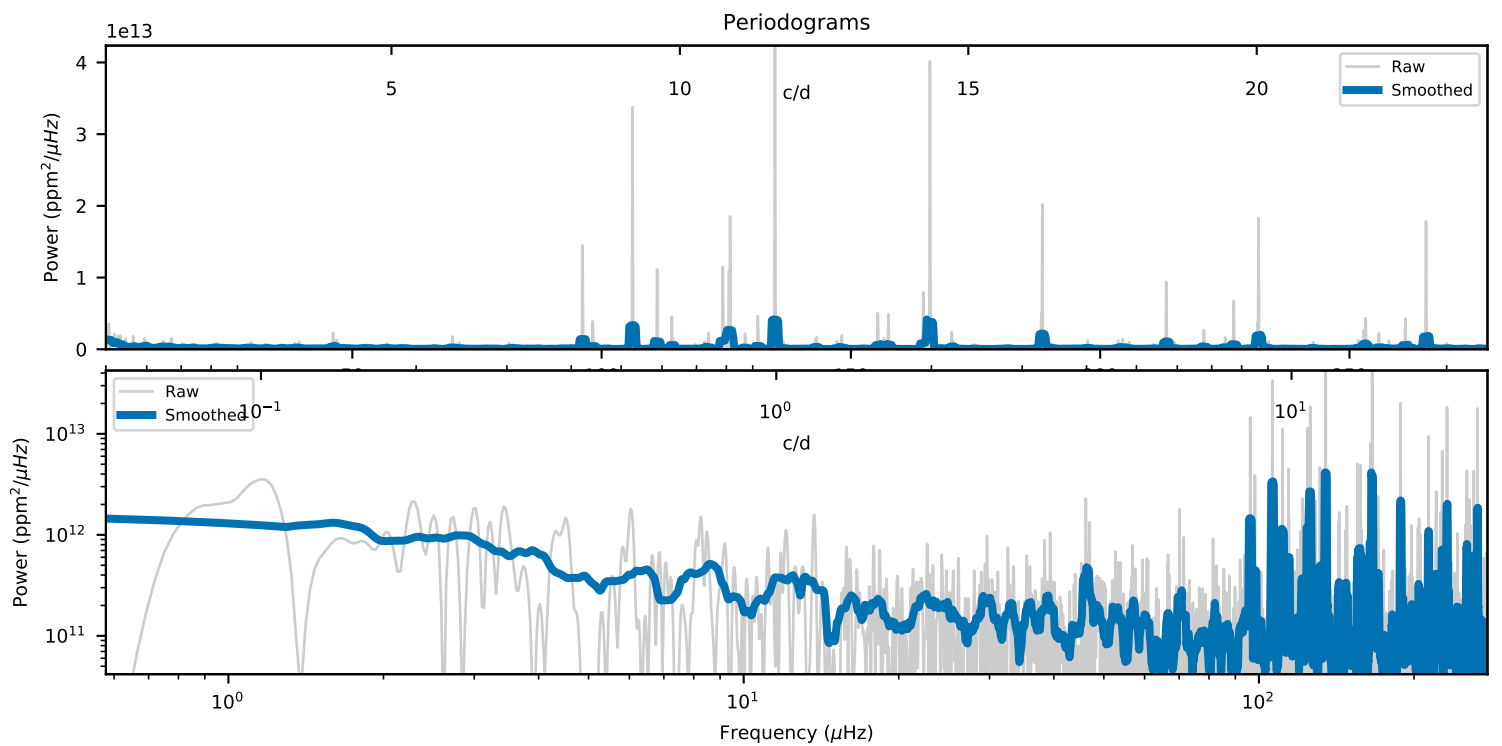 Periodograms
1e13
Power (ppm²/μHz)
4
3
2
1
0
5
10
15
20
c/d
Raw
Smoothed
Power (ppm²/μHz)
10¹³
10¹²
10¹¹
Raw
Smoothed
10⁻¹
10⁰
10¹
c/d
10⁰
10¹
10²
Frequency (μHz)